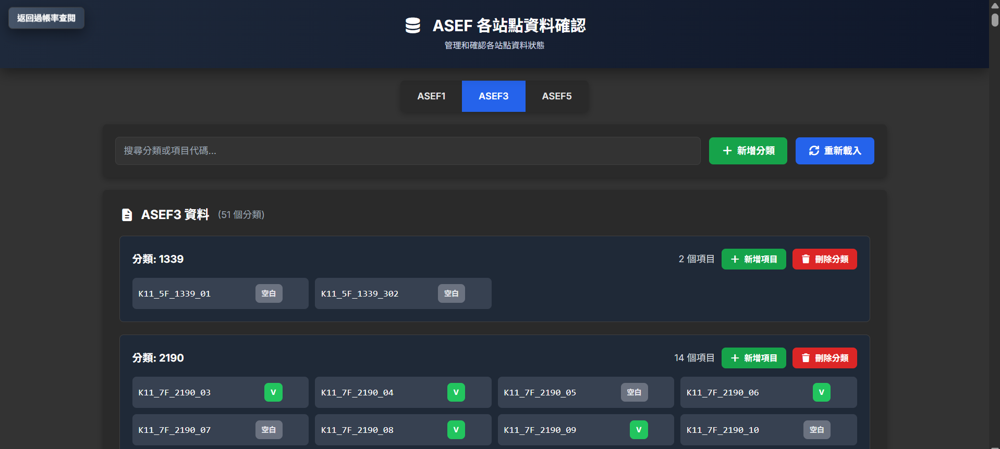 返回過帳率查閱
ASEF 各站點資料確認
管理和確認各站點資料狀態
ASEF1 ASEF3 ASEF5
搜尋分類或項目代碼... 新增分類 重新載入
ASEF3 資料 (51 個分類)
分類: 1339 2 個項目 新增項目 刪除分類
K11_5F_1339_01 空白 K11_5F_1339_302 空白
分類: 2190 14 個項目 新增項目 刪除分類
K11_7F_2190_03 V K11_7F_2190_04 V K11_7F_2190_05 空白 K11_7F_2190_06 V
K11_7F_2190_07 空白 K11_7F_2190_08 V K11_7F_2190_09 V K11_7F_2190_10 空白